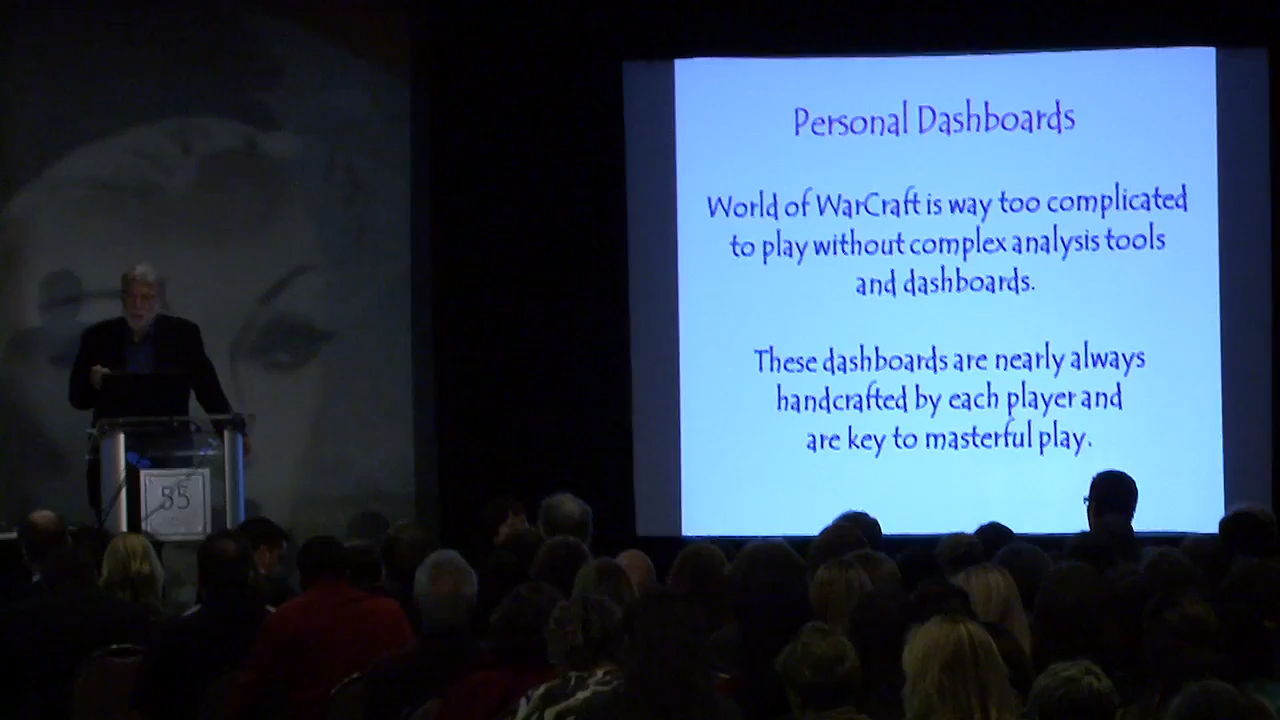 Personal Dashboards
World of WarCraft is way too complicated
to play without complex analysis tools
and dashboards.
These dashboards are nearly always
handcrafted by each player and
are key to masterful play.
55